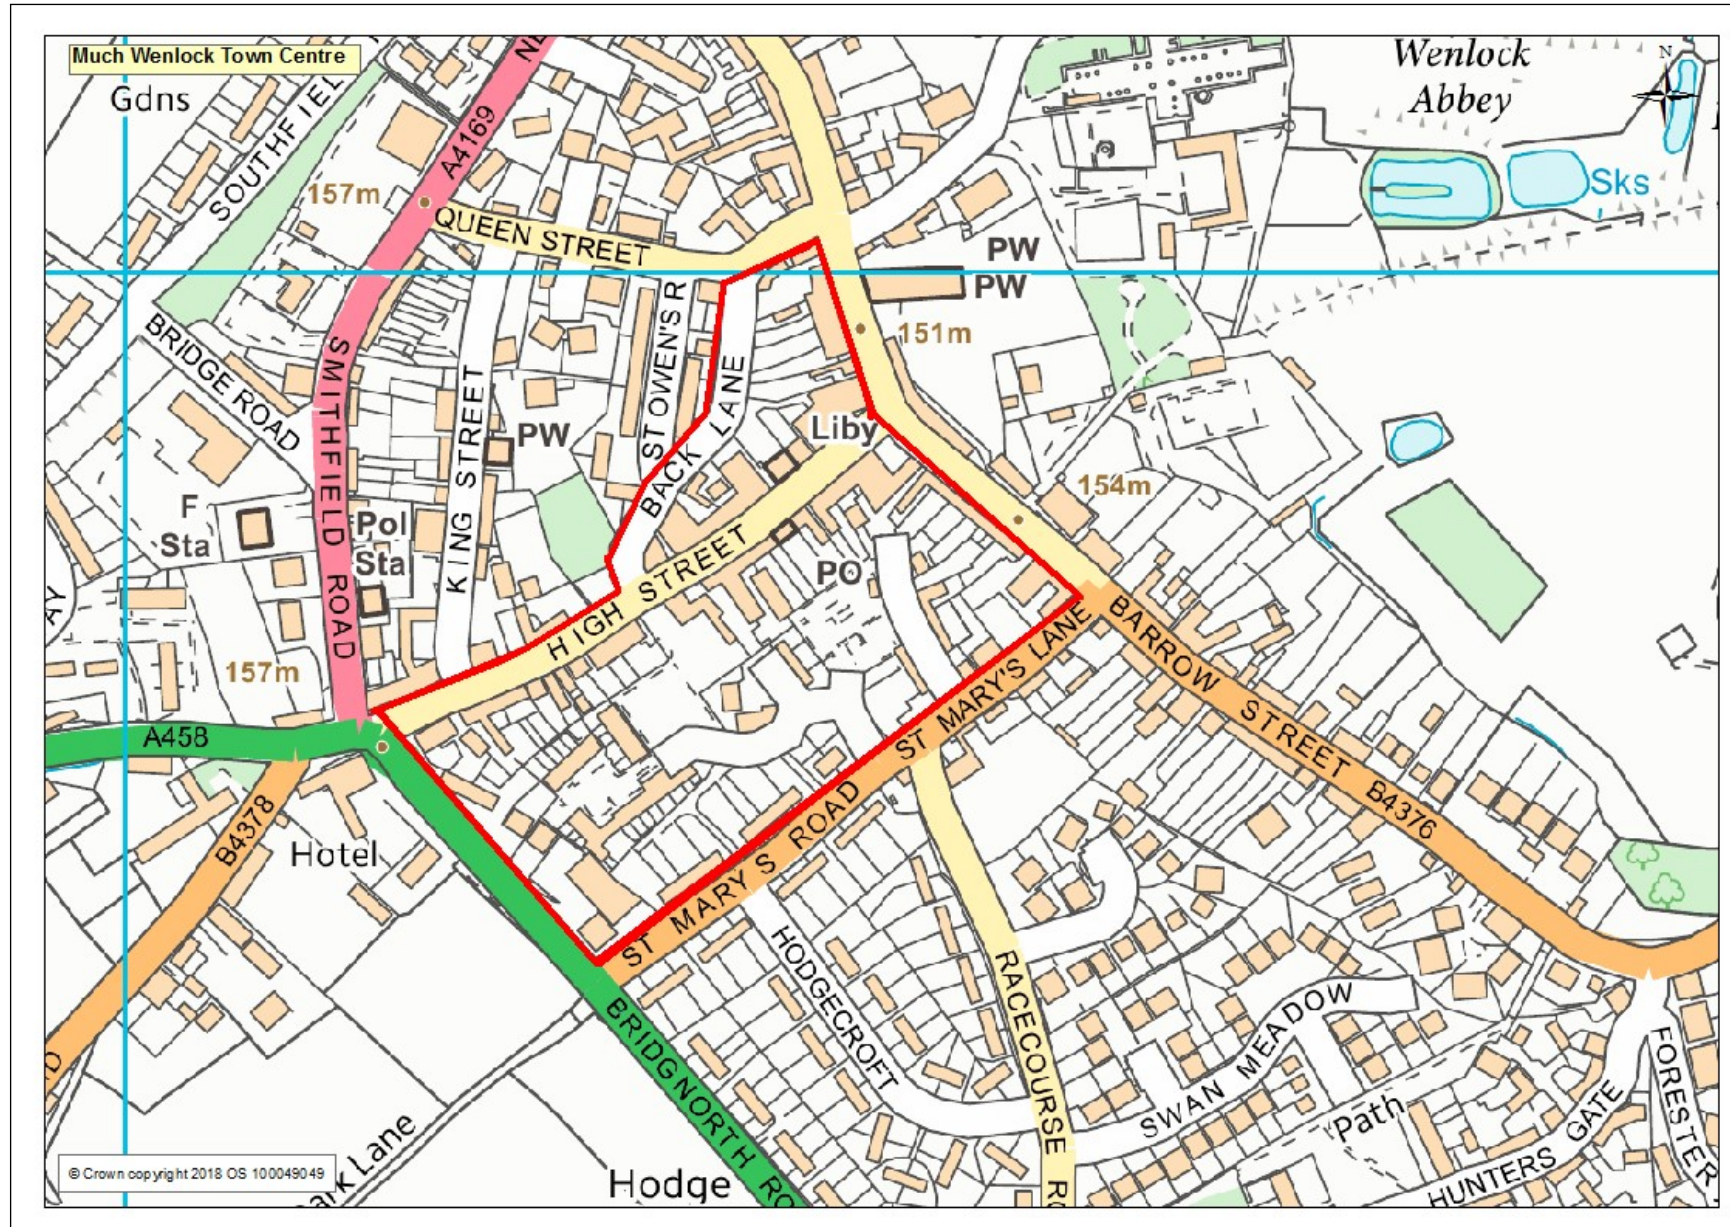 Much Wenlock Town Centre
Gdns
SOUTHFIEL
A4169
Wenlock
Abbey
N
157m
Sks
QUEEN STREET
PW
PW
BRIDGE ROAD
SMITHFIELD ROAD
151m
ST OWEN'S R
BACK LANE
KING STREET
PW
Liby
154m
F
Sta
Pol
Sta
HIGH STREET
PO
157m
A458
BARROW STREET B4376
ST MARY'S LANE
B4378
Hotel
ST MARY'S ROAD
HODGECROFT
RACECOURSE RO
BRIDGNORTH RO
SWAN MEADOW
Path
HUNTERS GATE
FORESTER
© Crown copyright 2018 OS 100049049
ark Lane
Hodge